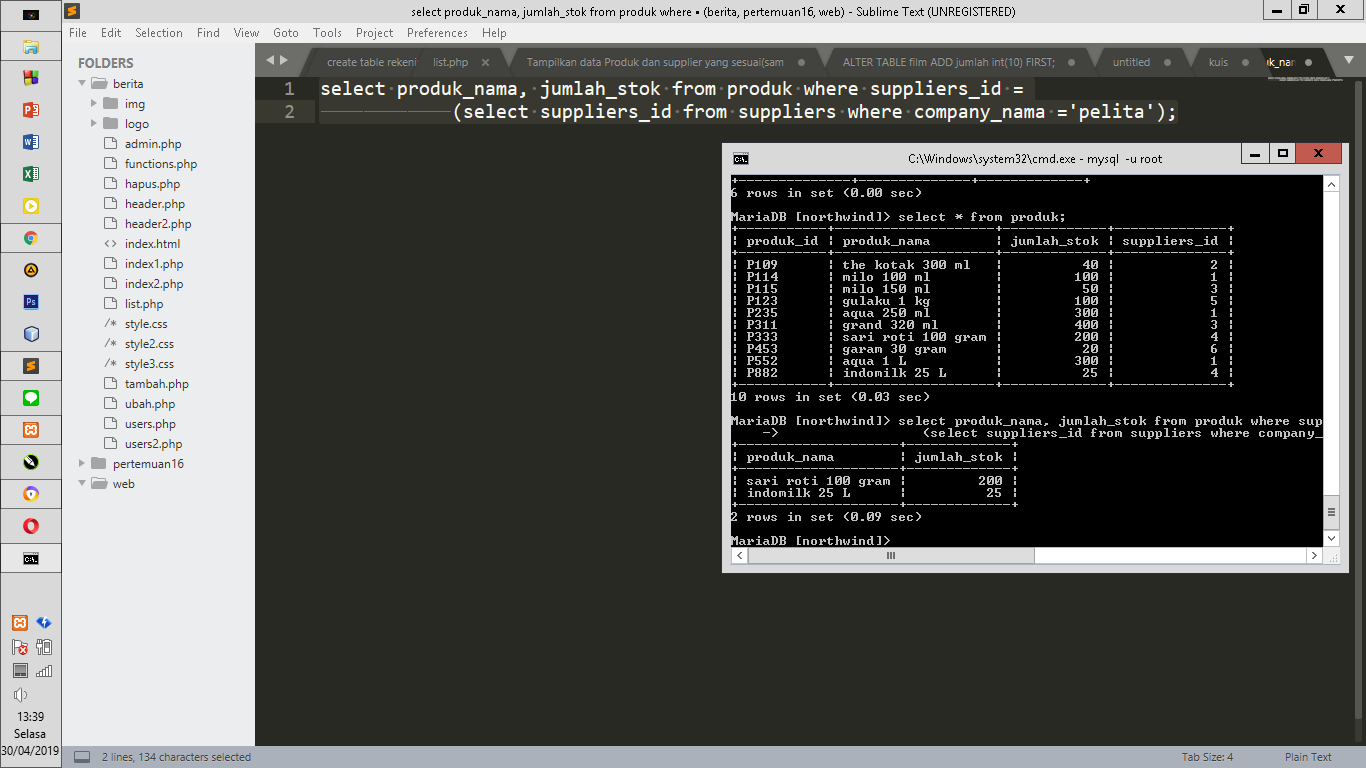 select produk_nama, jumlah_stok from produk where • (berita, pertemuan16, web) - Sublime Text (UNREGISTERED)
File Edit Selection Find View Goto Tools Project Preferences Help
create table rekeni list.php Tampilkan data Produk dan supplier yang sesuai(sam ALTER TABLE film ADD jumlah int(10) FIRST; untitled kuis
FOLDERS
berita
img
logo
admin.php
functions.php
hapus.php
header.php
header2.php
index.html
index1.php
index2.php
list.php
style.css
style2.css
style3.css
tambah.php
ubah.php
users.php
users2.php
pertemuan16
web
1 select produk_nama, jumlah_stok from produk where suppliers_id =
2 (select suppliers_id from suppliers where company_nama ='pelita');
C:\Windows\system32\cmd.exe - mysql -u root
6 rows in set (0.00 sec)
MariaDB [northwind]> select * from produk;
| produk_id | produk_nama | jumlah_stok | suppliers_id |
| P109 | the kotak 300 ml | 40 | 2 |
| P114 | milo 100 ml | 100 | 1 |
| P115 | milo 150 ml | 50 | 3 |
| P123 | gulaku 1 kg | 100 | 5 |
| P235 | aqua 250 ml | 300 | 1 |
| P311 | grand 320 ml | 400 | 3 |
| P333 | sari roti 100 gram | 200 | 4 |
| P453 | garam 30 gram | 20 | 6 |
| P552 | aqua 1 L | 300 | 1 |
| P882 | indomilk 25 L | 25 | 4 |
10 rows in set (0.03 sec)
MariaDB [northwind]> select produk_nama, jumlah_stok from produk where sup
-> (select suppliers_id from suppliers where company_
| produk_nama | jumlah_stok |
| sari roti 100 gram | 200 |
| indomilk 25 L | 25 |
2 rows in set (0.09 sec)
MariaDB [northwind]>
13:39
Selasa
30/04/2019
2 lines, 134 characters selected
Tab Size: 4
Plain Text